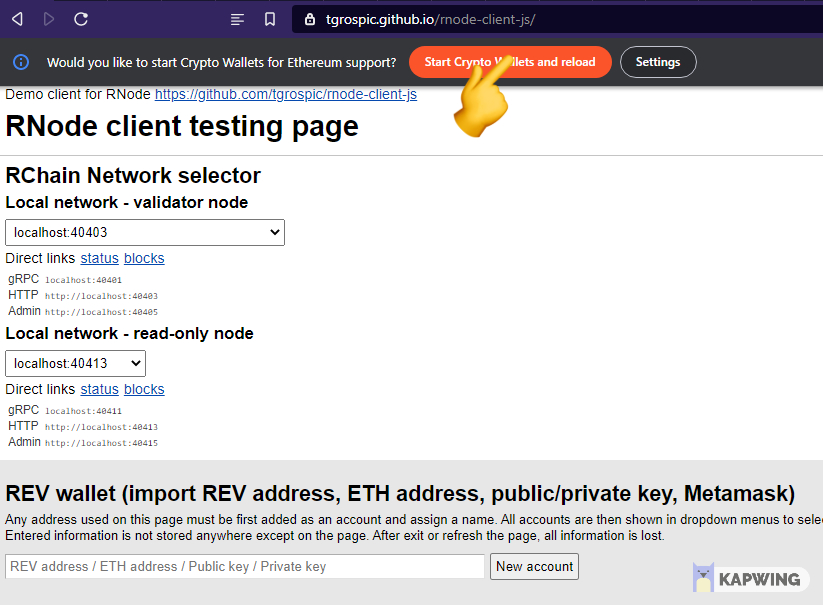 tgrospic.github.io/rnode-client-js/
Would you like to start Crypto Wallets for Ethereum support? Start Crypto Wallets and reload Settings
Demo client for RNode https://github.com/tgrospic/rnode-client-js
RNode client testing page
RChain Network selector
Local network - validator node
localhost:40403
Direct links status blocks
gRPC localhost:40401
HTTP http://localhost:40403
Admin http://localhost:40405
Local network - read-only node
localhost:40413
Direct links status blocks
gRPC localhost:40411
HTTP http://localhost:40413
Admin http://localhost:40415
REV wallet (import REV address, ETH address, public/private key, Metamask)
Any address used on this page must be first added as an account and assign a name. All accounts are then shown in dropdown menus to sele
Entered information is not stored anywhere except on the page. After exit or refresh the page, all information is lost.
REV address / ETH address / Public key / Private key New account
KAPWING